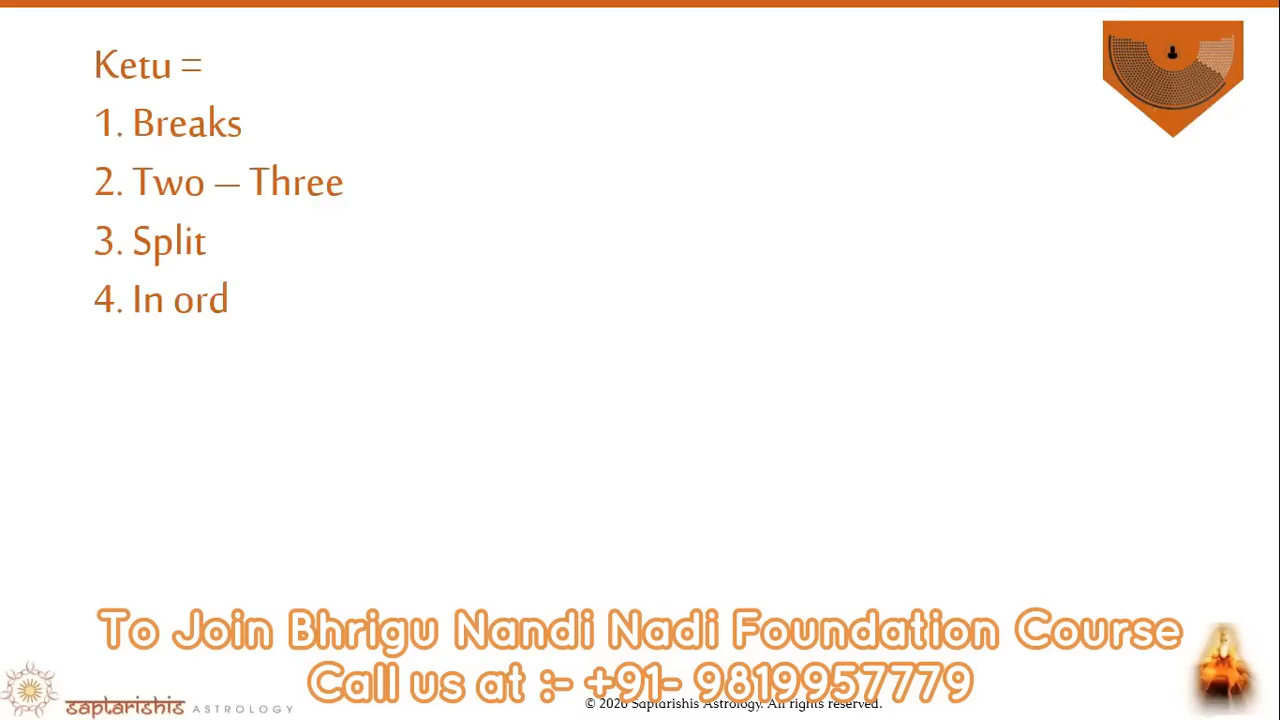 Ketu =
1. Breaks
2. Two – Three
3. Split
4. In ord
To Join Bhrigu Nandi Nadi Foundation Course
Call us at :- +91- 9819957779
saptarishis ASTROLOGY
© 2020 Saptarishis Astrology. All rights reserved.